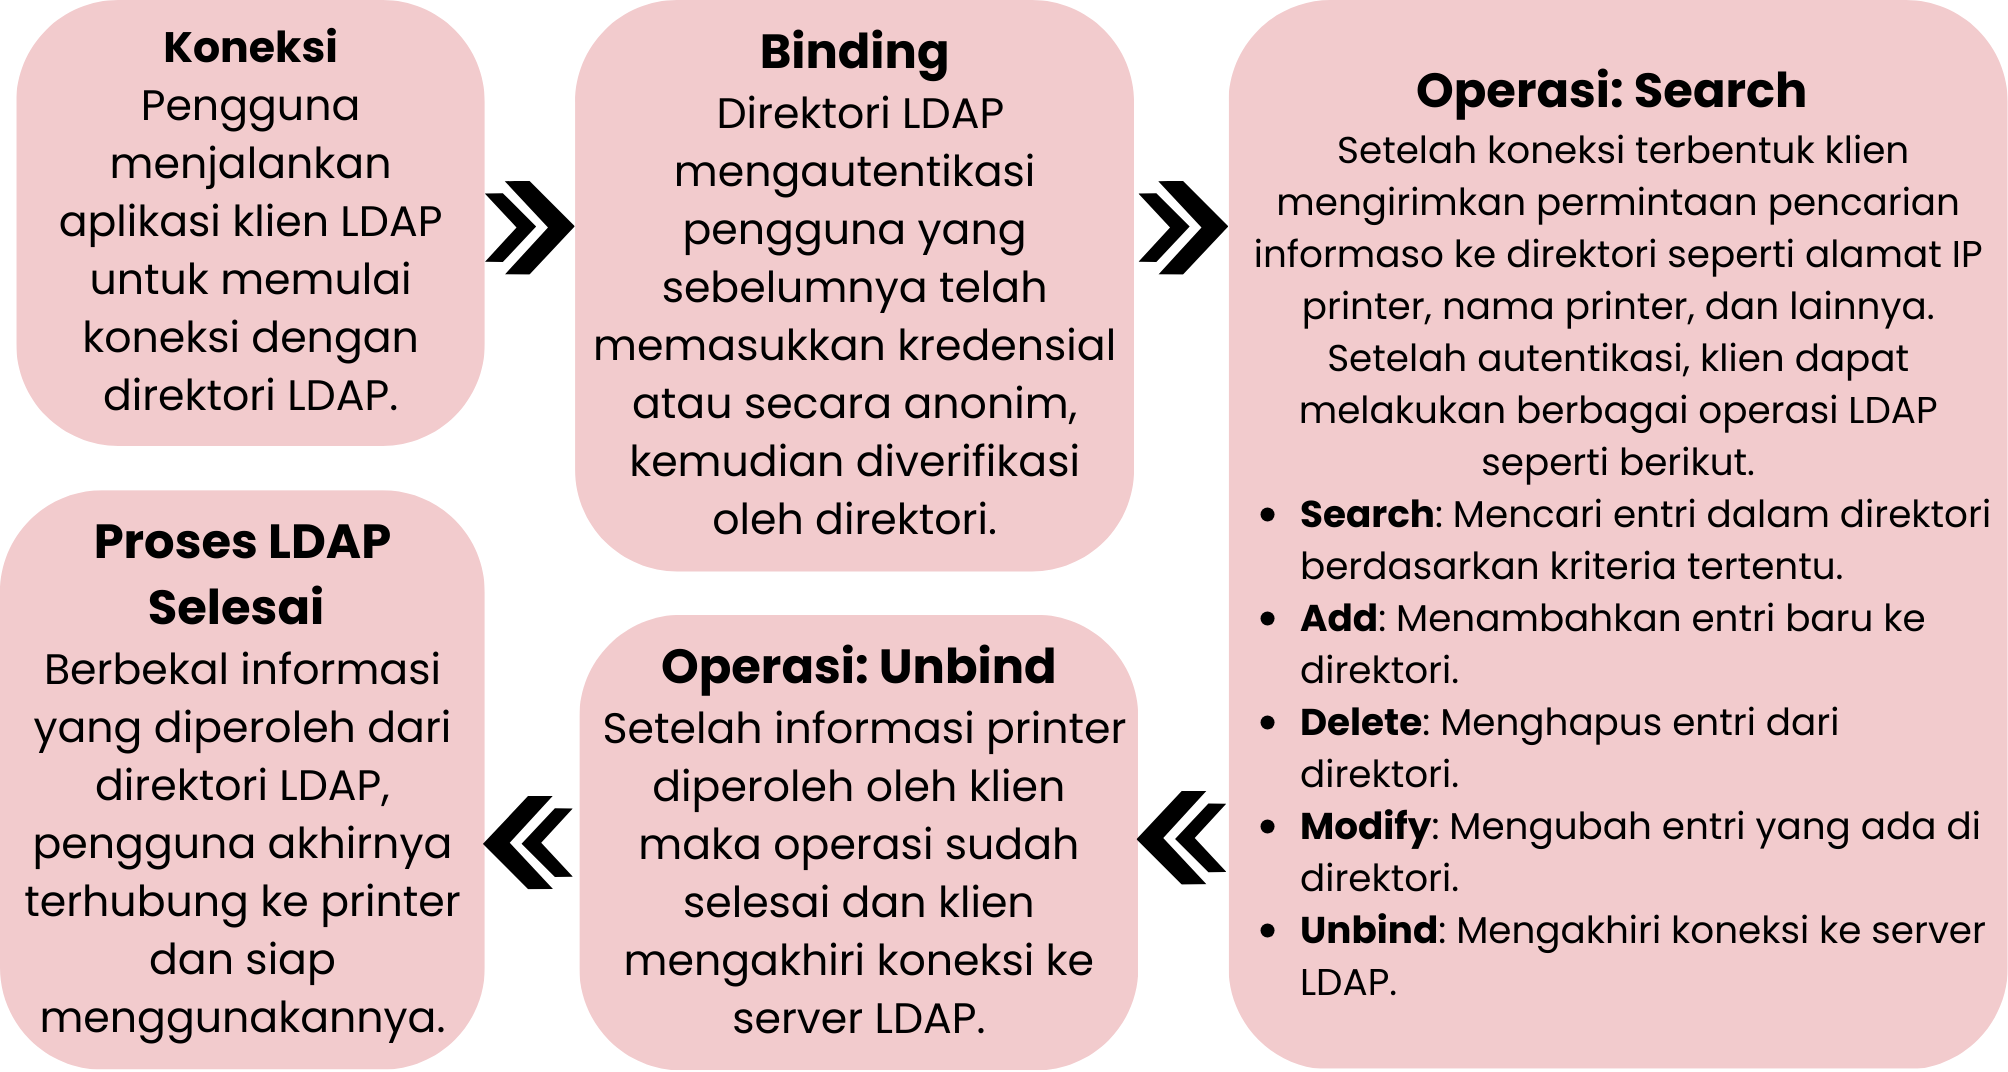 Koneksi
Pengguna
menjalankan
aplikasi klien LDAP
untuk memulai
koneksi dengan
direktori LDAP.
Binding
Direktori LDAP
mengautentikasi
pengguna yang
sebelumnya telah
memasukkan kredensial
atau secara anonim,
kemudian diverifikasi
oleh direktori.
Operasi: Search
Setelah koneksi terbentuk klien
mengirimkan permintaan pencarian
informaso ke direktori seperti alamat IP
printer, nama printer, dan lainnya.
Setelah autentikasi, klien dapat
melakukan berbagai operasi LDAP
seperti berikut.
• Search: Mencari entri dalam direktori
berdasarkan kriteria tertentu.
• Add: Menambahkan entri baru ke
direktori.
• Delete: Menghapus entri dari
direktori.
• Modify: Mengubah entri yang ada di
direktori.
• Unbind: Mengakhiri koneksi ke server
LDAP.
Operasi: Unbind
Setelah informasi printer
diperoleh oleh klien
maka operasi sudah
selesai dan klien
mengakhiri koneksi ke
server LDAP.
Proses LDAP
Selesai
Berbekal informasi
yang diperoleh dari
direktori LDAP,
pengguna akhirnya
terhubung ke printer
dan siap
menggunakannya.